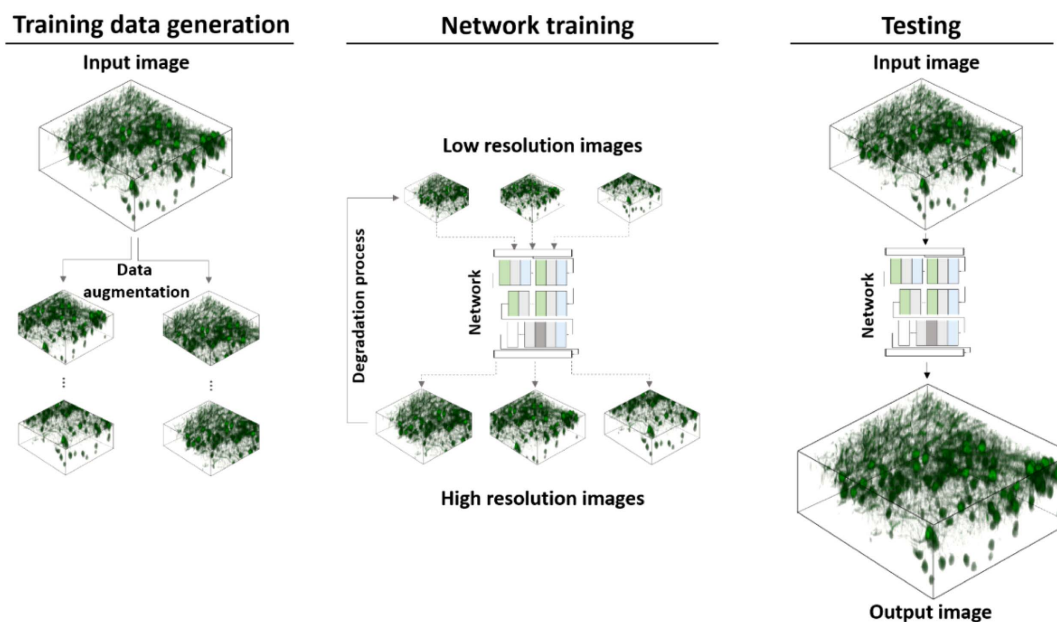 Training data generation
Input image
Data
augmentation
⋮
⋮
Network training
Low resolution images
Degradation process
Network
High resolution images
Testing
Input image
Network
Output image